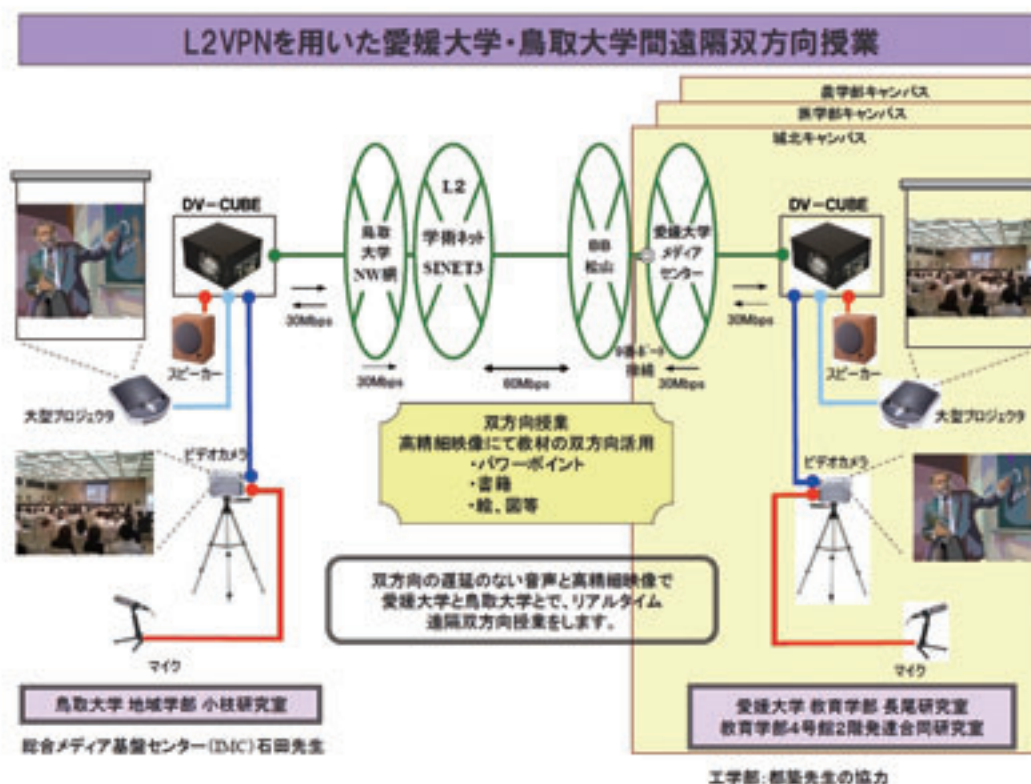 L2VPNを用いた愛媛大学・鳥取大学間遠隔双方向授業
農学部キャンパス
医学部キャンパス
城北キャンパス
DV-CUBE
鳥取
大学
NW網
L2
学術ネット
SINET3
BB
松山
愛媛大学
メディア
センター
DV-CUBE
30Mbps
30Mbps
60Mbps
接続
30Mbps
30Mbps
スピーカー
大型プロジェクタ
ビデオカメラ
マイク
双方向授業
高精細映像にて教材の双方向活用
・パワーポイント
・書籍
・絵、図等
双方向の遅延のない音声と高精細映像で
愛媛大学と鳥取大学とで、リアルタイム
遠隔双方向授業をします。
スピーカー
大型プロジェクタ
ビデオカメラ
マイク
鳥取大学 地域学部 小枝研究室
総合メディア基盤センター(IMC)石田先生
愛媛大学 教育学部 長尾研究室
教育学部4号館2階発達合同研究室
工学部:都築先生の協力